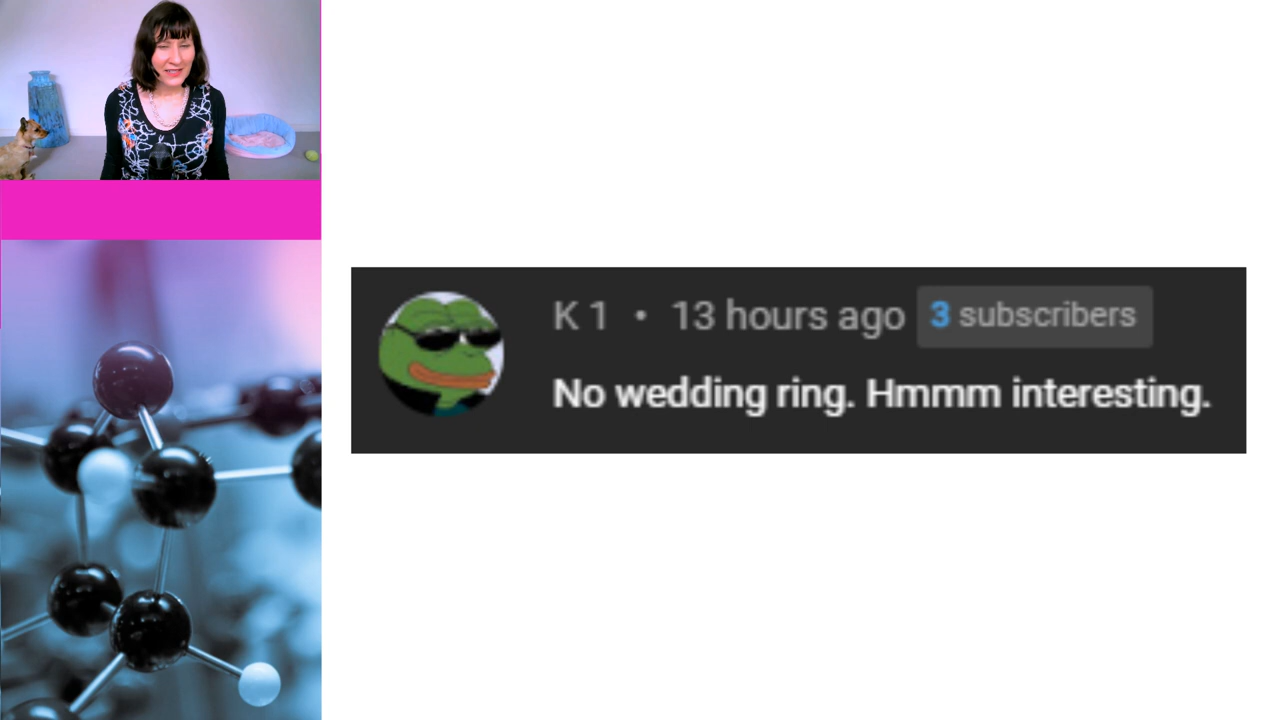 K 1 • 13 hours ago 3 subscribers
No wedding ring. Hmmm interesting.